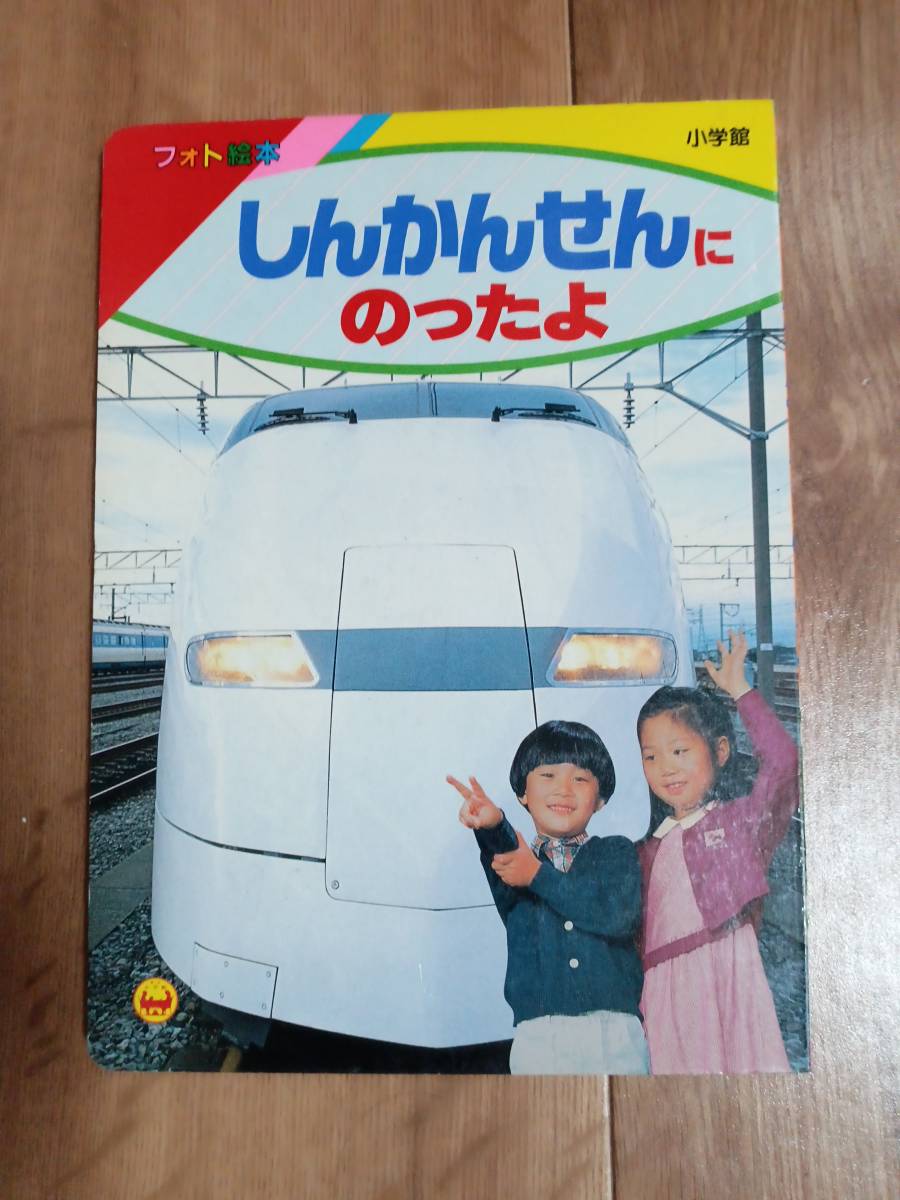 フォト絵本
小学館
しんかんせんに
のったよ